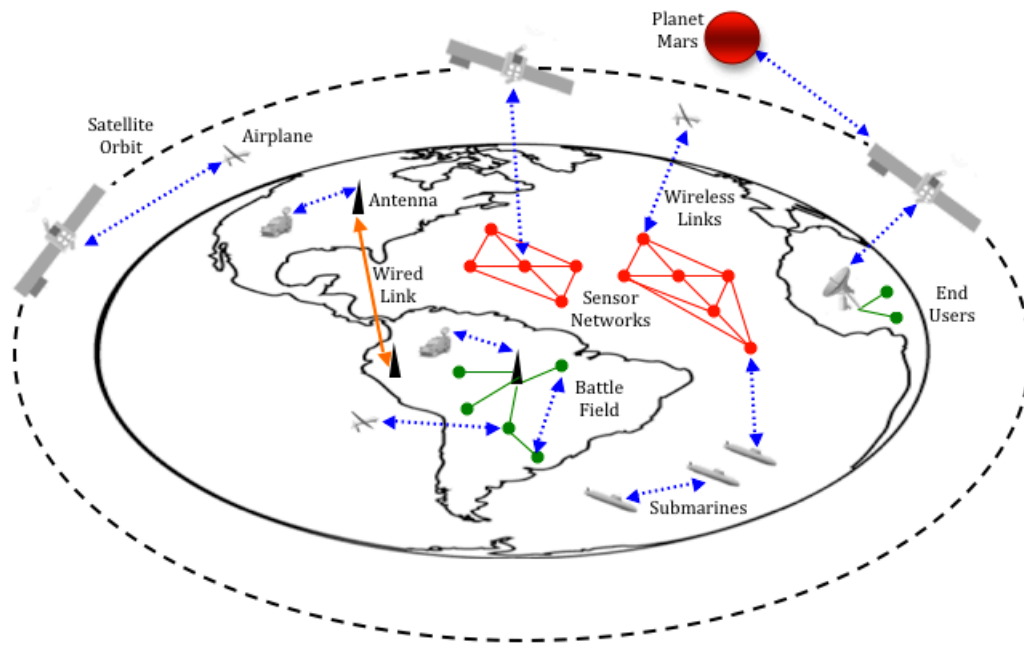 Planet
Mars
Satellite
Orbit
Airplane
Antenna
Wireless
Links
Wired
Link
Sensor
Networks
End
Users
Battle
Field
Submarines